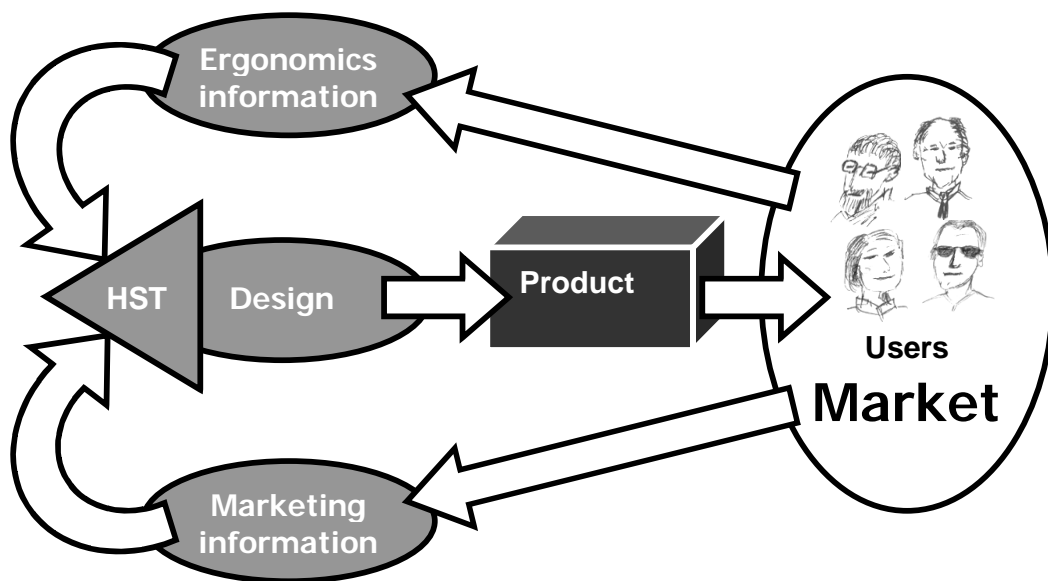 Ergonomics
information
HST
Design
Product
Users
Market
Marketing
information